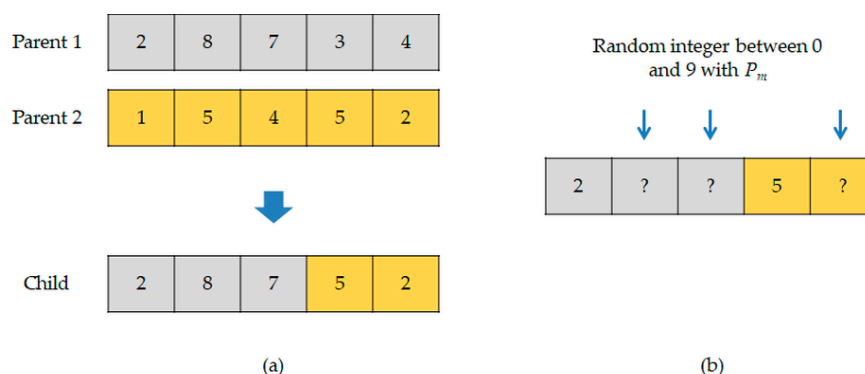 Parent 1 2 8 7 3 4
Parent 2 1 5 4 5 2
Child 2 8 7 5 2
(a)
Random integer between 0
and 9 with Pm
2 ? ? 5 ?
(b)